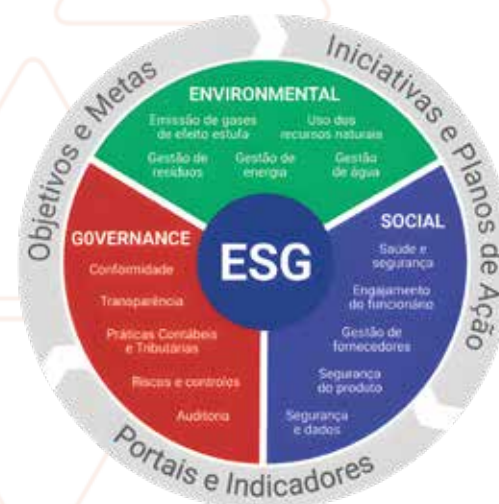 Objetivos e Metas
Iniciativas e Planos de Ação
Portais e Indicadores
ENVIRONMENTAL
Emissão de gases
de efeito estufa
Uso dos
recursos naturais
Gestão de
resíduos
Gestão de
energia
Gestão
de água
G0VERNANCE
Conformidade
Transparência
Práticas Contábeis
e Tributárias
Riscos e controles
Auditoria
ESG
SOCIAL
Saúde e
segurança
Engajamento
do funcionário
Gestão de
fornecedores
Segurança
do produto
Segurança
e dados